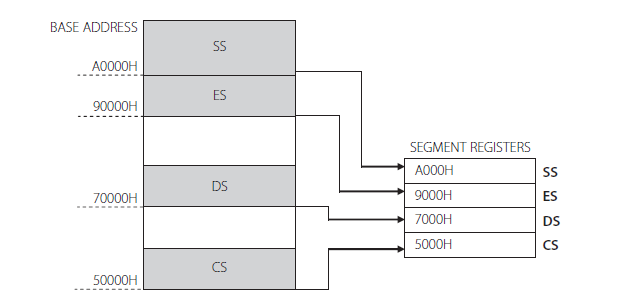 BASE ADDRESS
SS
A0000H
ES
90000H
SEGMENT REGISTERS
A000H SS
9000H ES
DS
7000H DS
70000H
5000H CS
CS
50000H